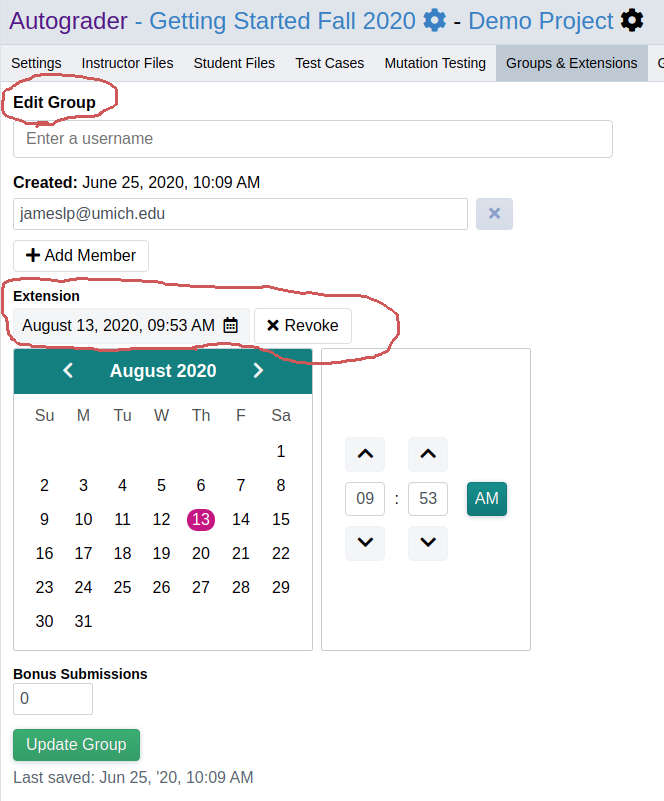 Autograder - Getting Started Fall 2020 - Demo Project
Settings Instructor Files Student Files Test Cases Mutation Testing Groups & Extensions G
Edit Group
Enter a username
Created: June 25, 2020, 10:09 AM
jameslp@umich.edu
Add Member
Extension
August 13, 2020, 09:53 AM Revoke
August 2020
Su M Tu W Th F Sa
1
2 3 4 5 6 7 8
9 10 11 12 13 14 15
16 17 18 19 20 21 22
23 24 25 26 27 28 29
30 31
09 : 53 AM
Bonus Submissions
0
Update Group
Last saved: Jun 25, '20, 10:09 AM